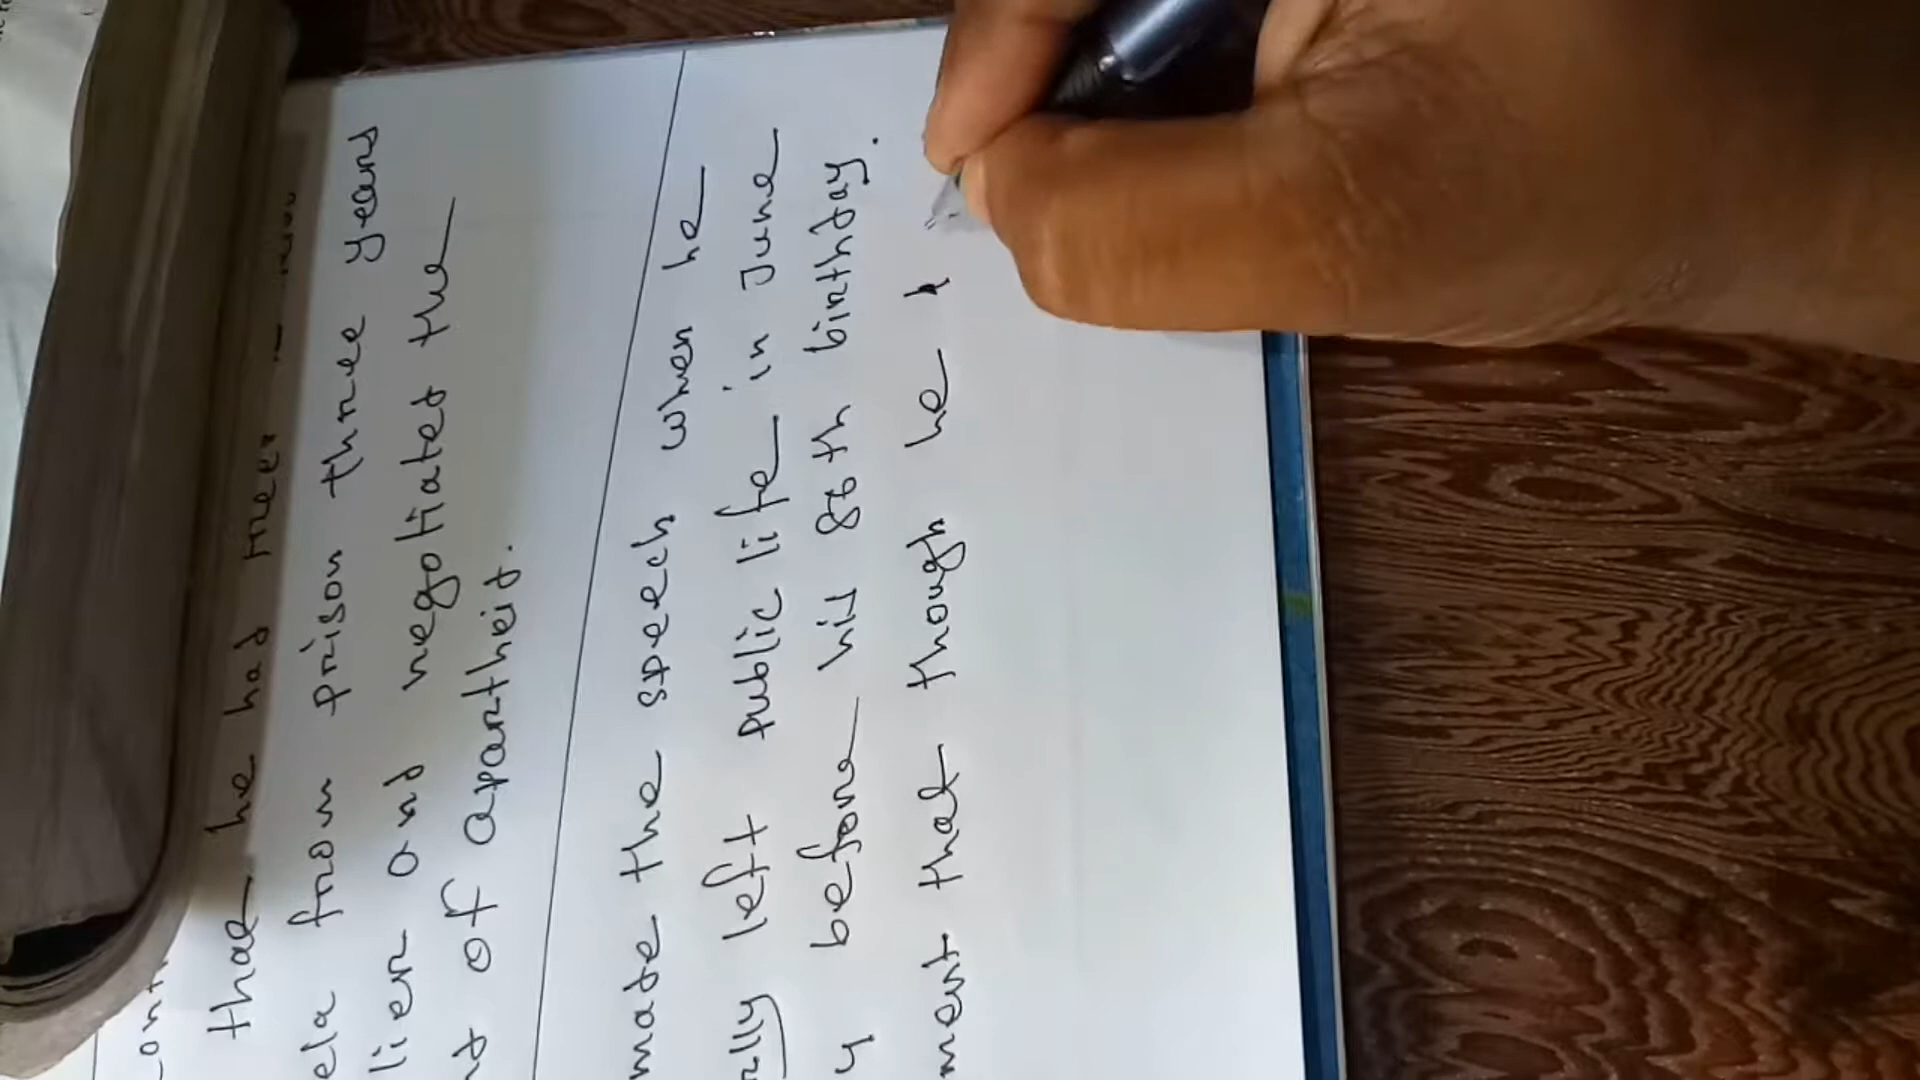 that he had
ela from prison three years
lier and negotiated the
of apartheid.
made the speech when he
lly left public life in June
y before his 86th birthday.
ment that though he